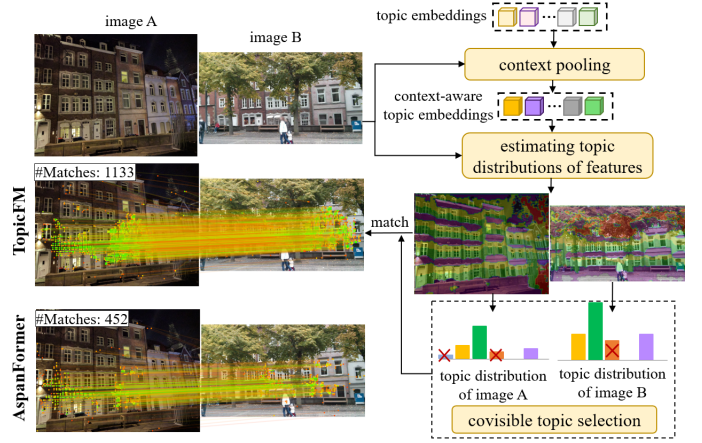 image A
image B
topic embeddings
context pooling
context-aware
topic embeddings
estimating topic
distributions of features
TopicFM
#Matches: 1133
match
AspanFormer
#Matches: 452
topic distribution
of image A
topic distribution
of image B
covisible topic selection